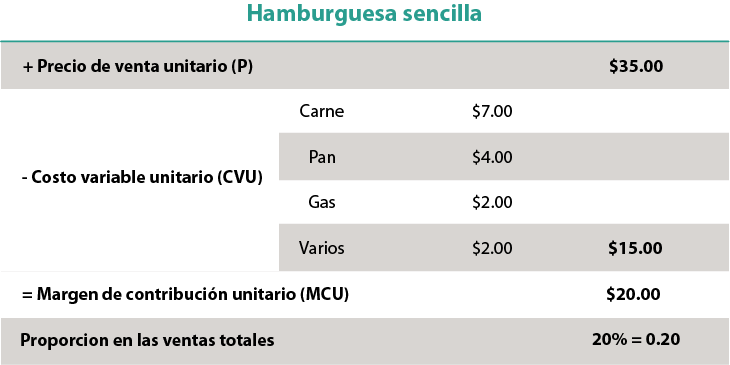 Hamburguesa sencilla
+ Precio de venta unitario (P) $35.00
Carne $7.00
Pan $4.00
- Costo variable unitario (CVU)
Gas $2.00
Varios $2.00 $15.00
= Margen de contribución unitario (MCU) $20.00
Proporcion en las ventas totales 20% = 0.20